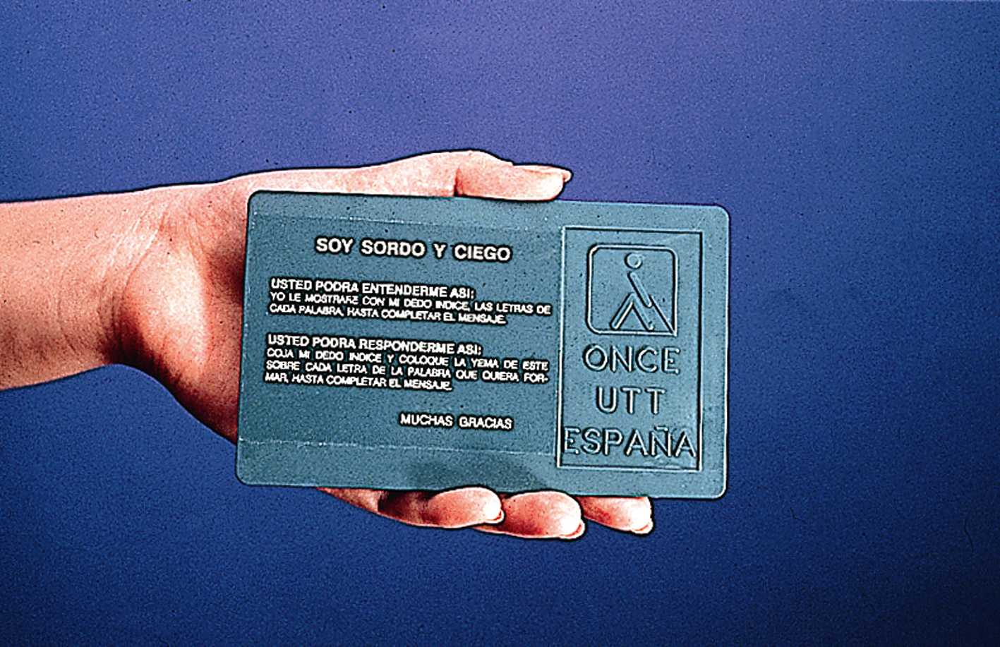 SOY SORDO Y CIEGO
USTED PODRA ENTENDERME ASI:
YO LE MOSTRARE CON MI DEDO INDICE, LAS LETRAS DE
CADA PALABRA, HASTA COMPLETAR EL MENSAJE.
USTED PODRA RESPONDERME ASI:
COJA MI DEDO INDICE Y COLOQUE LA YEMA DE ESTE
SOBRE CADA LETRA DE LA PALABRA QUE QUIERA FOR-
MAR, HASTA COMPLETAR EL MENSAJE.
MUCHAS GRACIAS
ONCE
UTT
ESPAÑA